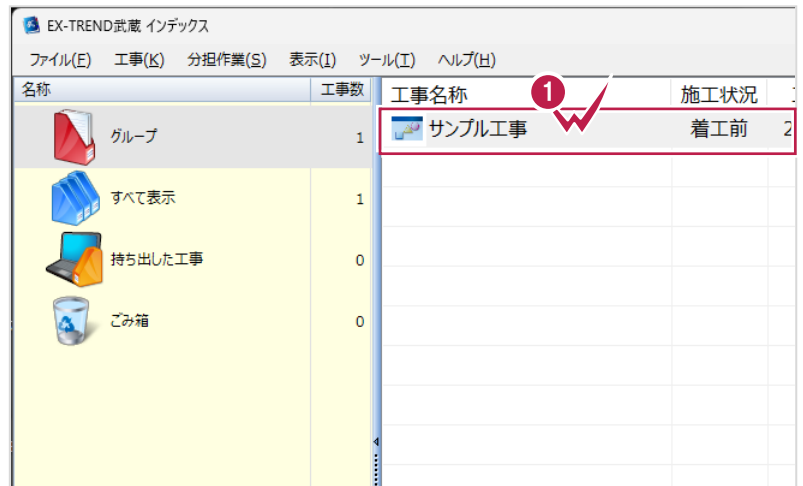 EX-TREND武蔵 インデックス
ファイル(F) 工事(K) 分担作業(S) 表示(I) ツール(T) ヘルプ(H)
名称 工事数 工事名称 施工状況
1
グループ 1 サンプル工事 着工前 2
すべて表示 1
持ち出した工事 0
ごみ箱 0